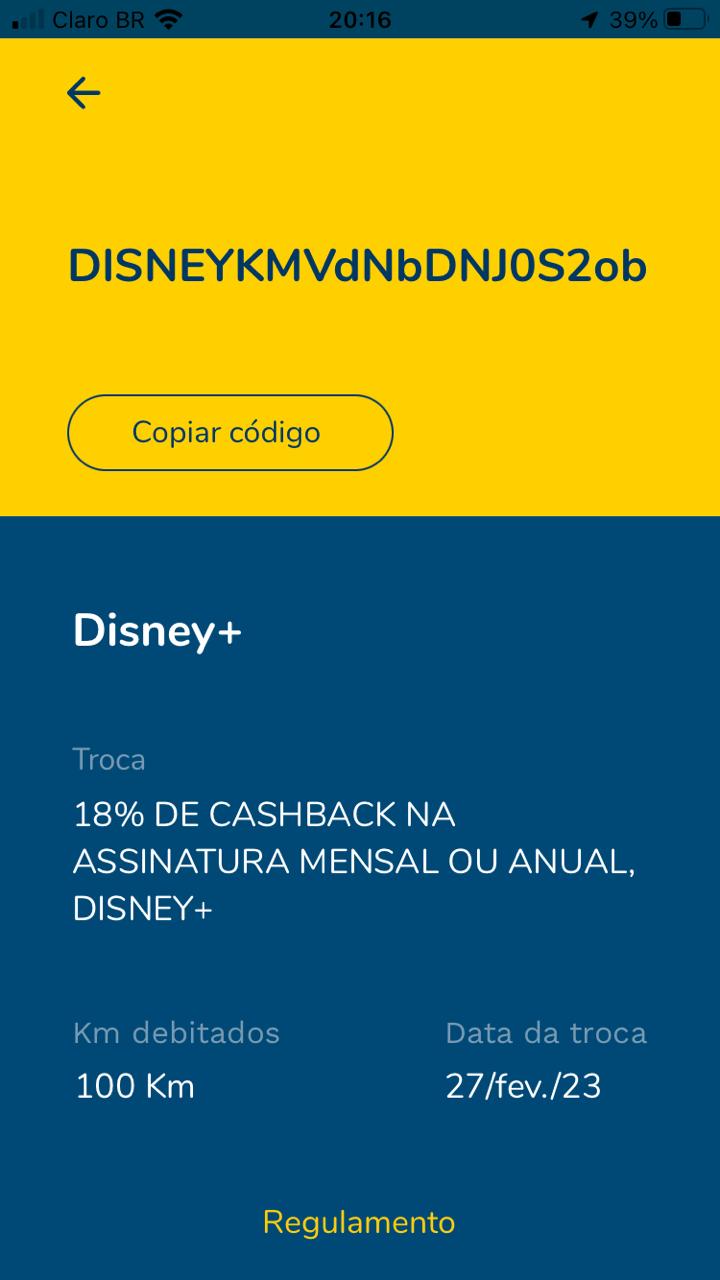 Claro BR 20:16 39%
DISNEYKMVdNbDNJ0S2ob
Copiar código
Disney+
Troca
18% DE CASHBACK NA
ASSINATURA MENSAL OU ANUAL,
DISNEY+
Km debitados Data da troca
100 Km 27/fev./23
Regulamento